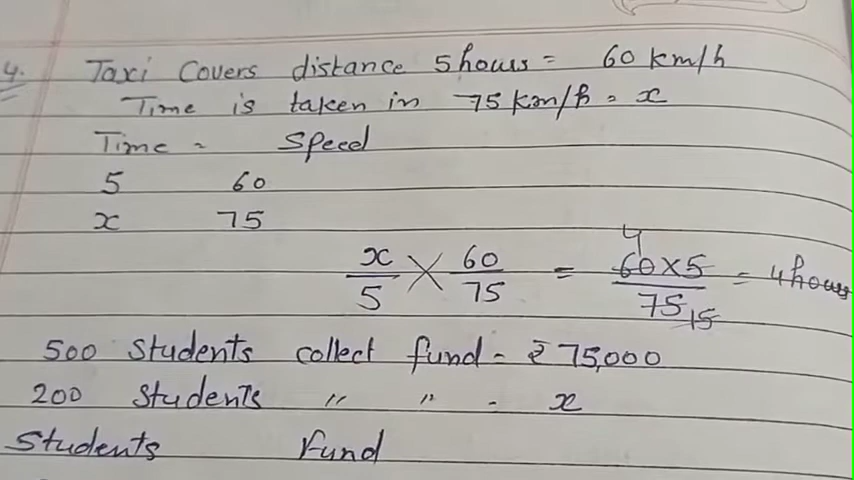 4. Taxi Covers distance 5hours = 60 km/h
Time is taken in 75 km/h = x
Time = Speed
5 60
x 75
x/5 × 60/75 = 60×5/75 = 4hours
4
15
500 Students collect fund = ₹ 75,000
200 Students " " = x
Students Fund